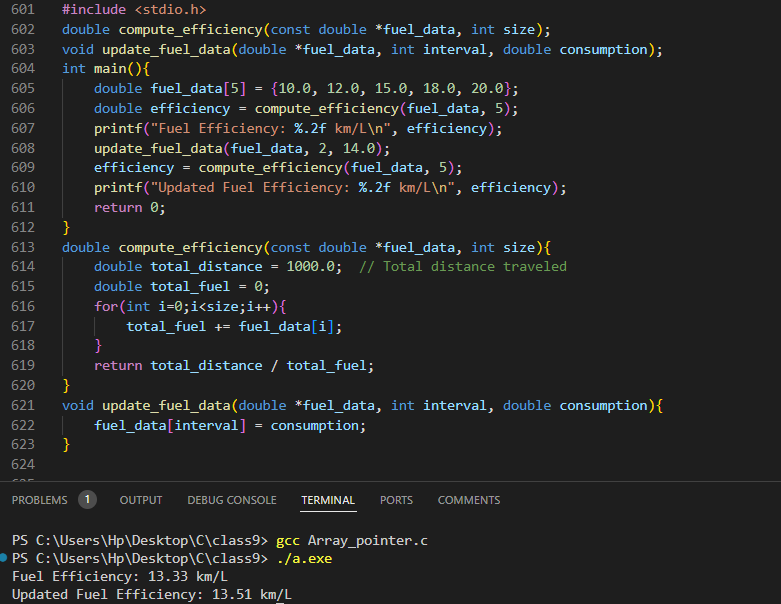 601 #include <stdio.h>
602 double compute_efficiency(const double *fuel_data, int size);
603 void update_fuel_data(double *fuel_data, int interval, double consumption);
604 int main(){
605     double fuel_data[5] = {10.0, 12.0, 15.0, 18.0, 20.0};
606     double efficiency = compute_efficiency(fuel_data, 5);
607     printf("Fuel Efficiency: %.2f km/L\n", efficiency);
608     update_fuel_data(fuel_data, 2, 14.0);
609     efficiency = compute_efficiency(fuel_data, 5);
610     printf("Updated Fuel Efficiency: %.2f km/L\n", efficiency);
611     return 0;
612 }
613 double compute_efficiency(const double *fuel_data, int size){
614     double total_distance = 1000.0;  // Total distance traveled
615     double total_fuel = 0;
616     for(int i=0;i<size;i++){
617         total_fuel += fuel_data[i];
618     }
619     return total_distance / total_fuel;
620 }
621 void update_fuel_data(double *fuel_data, int interval, double consumption){
622     fuel_data[interval] = consumption;
623 }
624
PROBLEMS 1 OUTPUT DEBUG CONSOLE TERMINAL PORTS COMMENTS
PS C:\Users\Hp\Desktop\C\class9> gcc Array_pointer.c
PS C:\Users\Hp\Desktop\C\class9> ./a.exe
Fuel Efficiency: 13.33 km/L
Updated Fuel Efficiency: 13.51 km/L